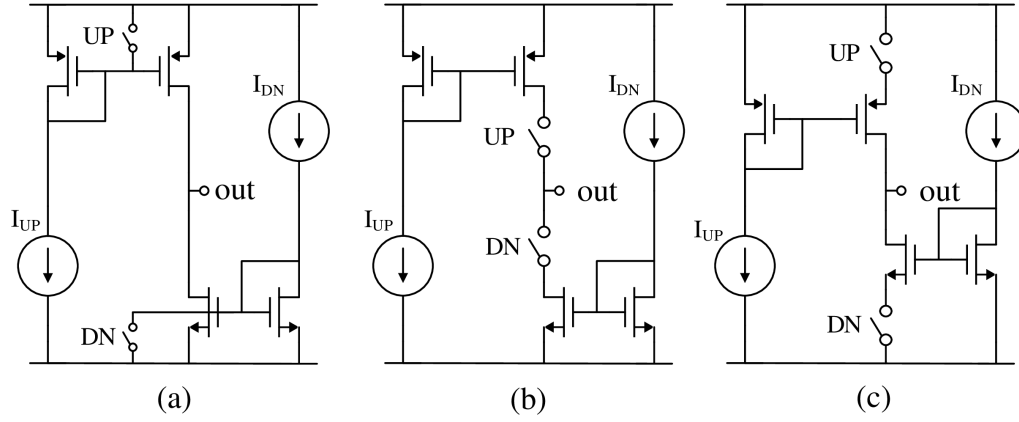 UP
I_DN
out
I_UP
DN
(a)
I_DN
UP
out
I_UP
DN
(b)
UP
I_DN
out
I_UP
DN
(c)